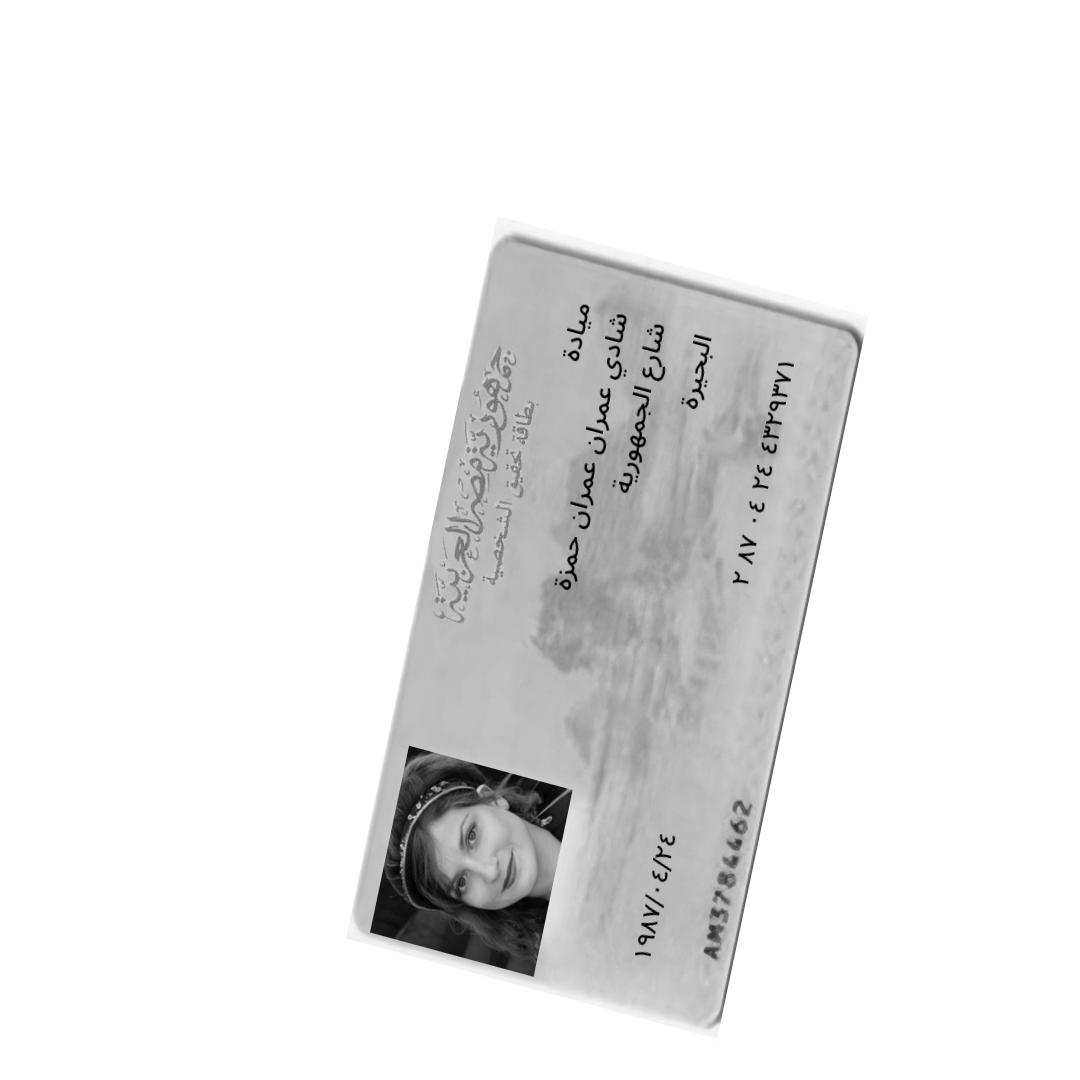 جمهورية مصر العربية
بطاقة تحقيق الشخصية
ميادة
شادي عمران عمران حمزة
شارع الجمهورية
البحيرة
٢ ٨٧ ٠٤ ٢٤ ٤٣٢٩٣٧١
١٩٨٧/٠٤/٢٤
AM3784462